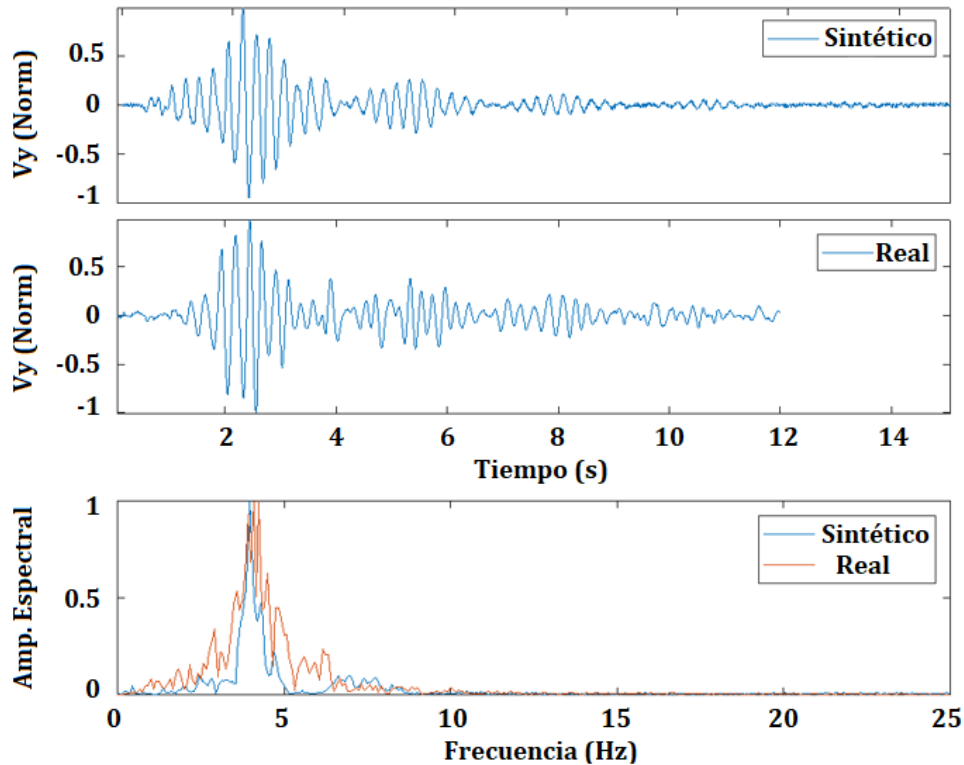 Sintético
Vy (Norm)
0.5
0
-0.5
-1
Real
Vy (Norm)
0.5
0
-0.5
-1
2 4 6 8 10 12 14
Tiempo (s)
Sintético
Real
Amp. Espectral
1
0.5
0
0 5 10 15 20 25
Frecuencia (Hz)